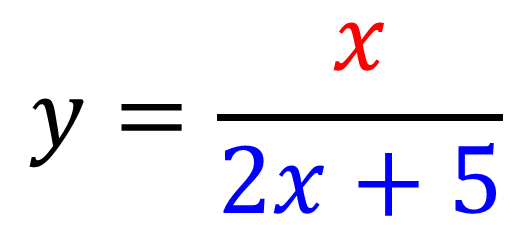 y = x / 2x + 5